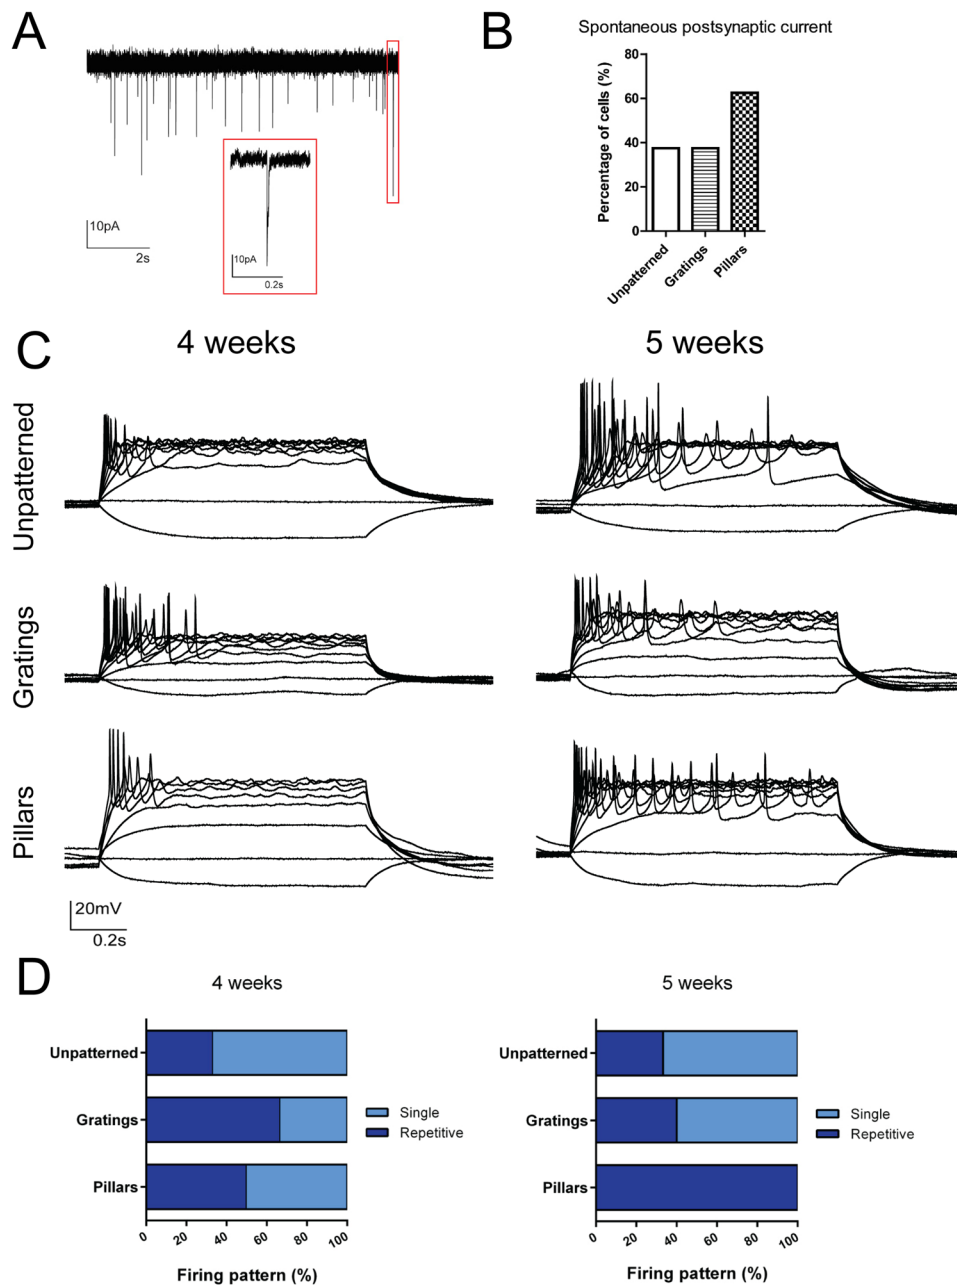 A
10pA
2s
10pA
0.2s
B
Spontaneous postsynaptic current
Percentage of cells (%)
80
60
40
20
0
Unpatterned
Gratings
Pillars
C
4 weeks
5 weeks
Unpatterned
Gratings
Pillars
20mV
0.2s
D
4 weeks
Unpatterned
Gratings
Pillars
Single
Repetitive
0 20 40 60 80 100
Firing pattern (%)
5 weeks
Unpatterned
Gratings
Pillars
Single
Repetitive
0 20 40 60 80 100
Firing pattern (%)